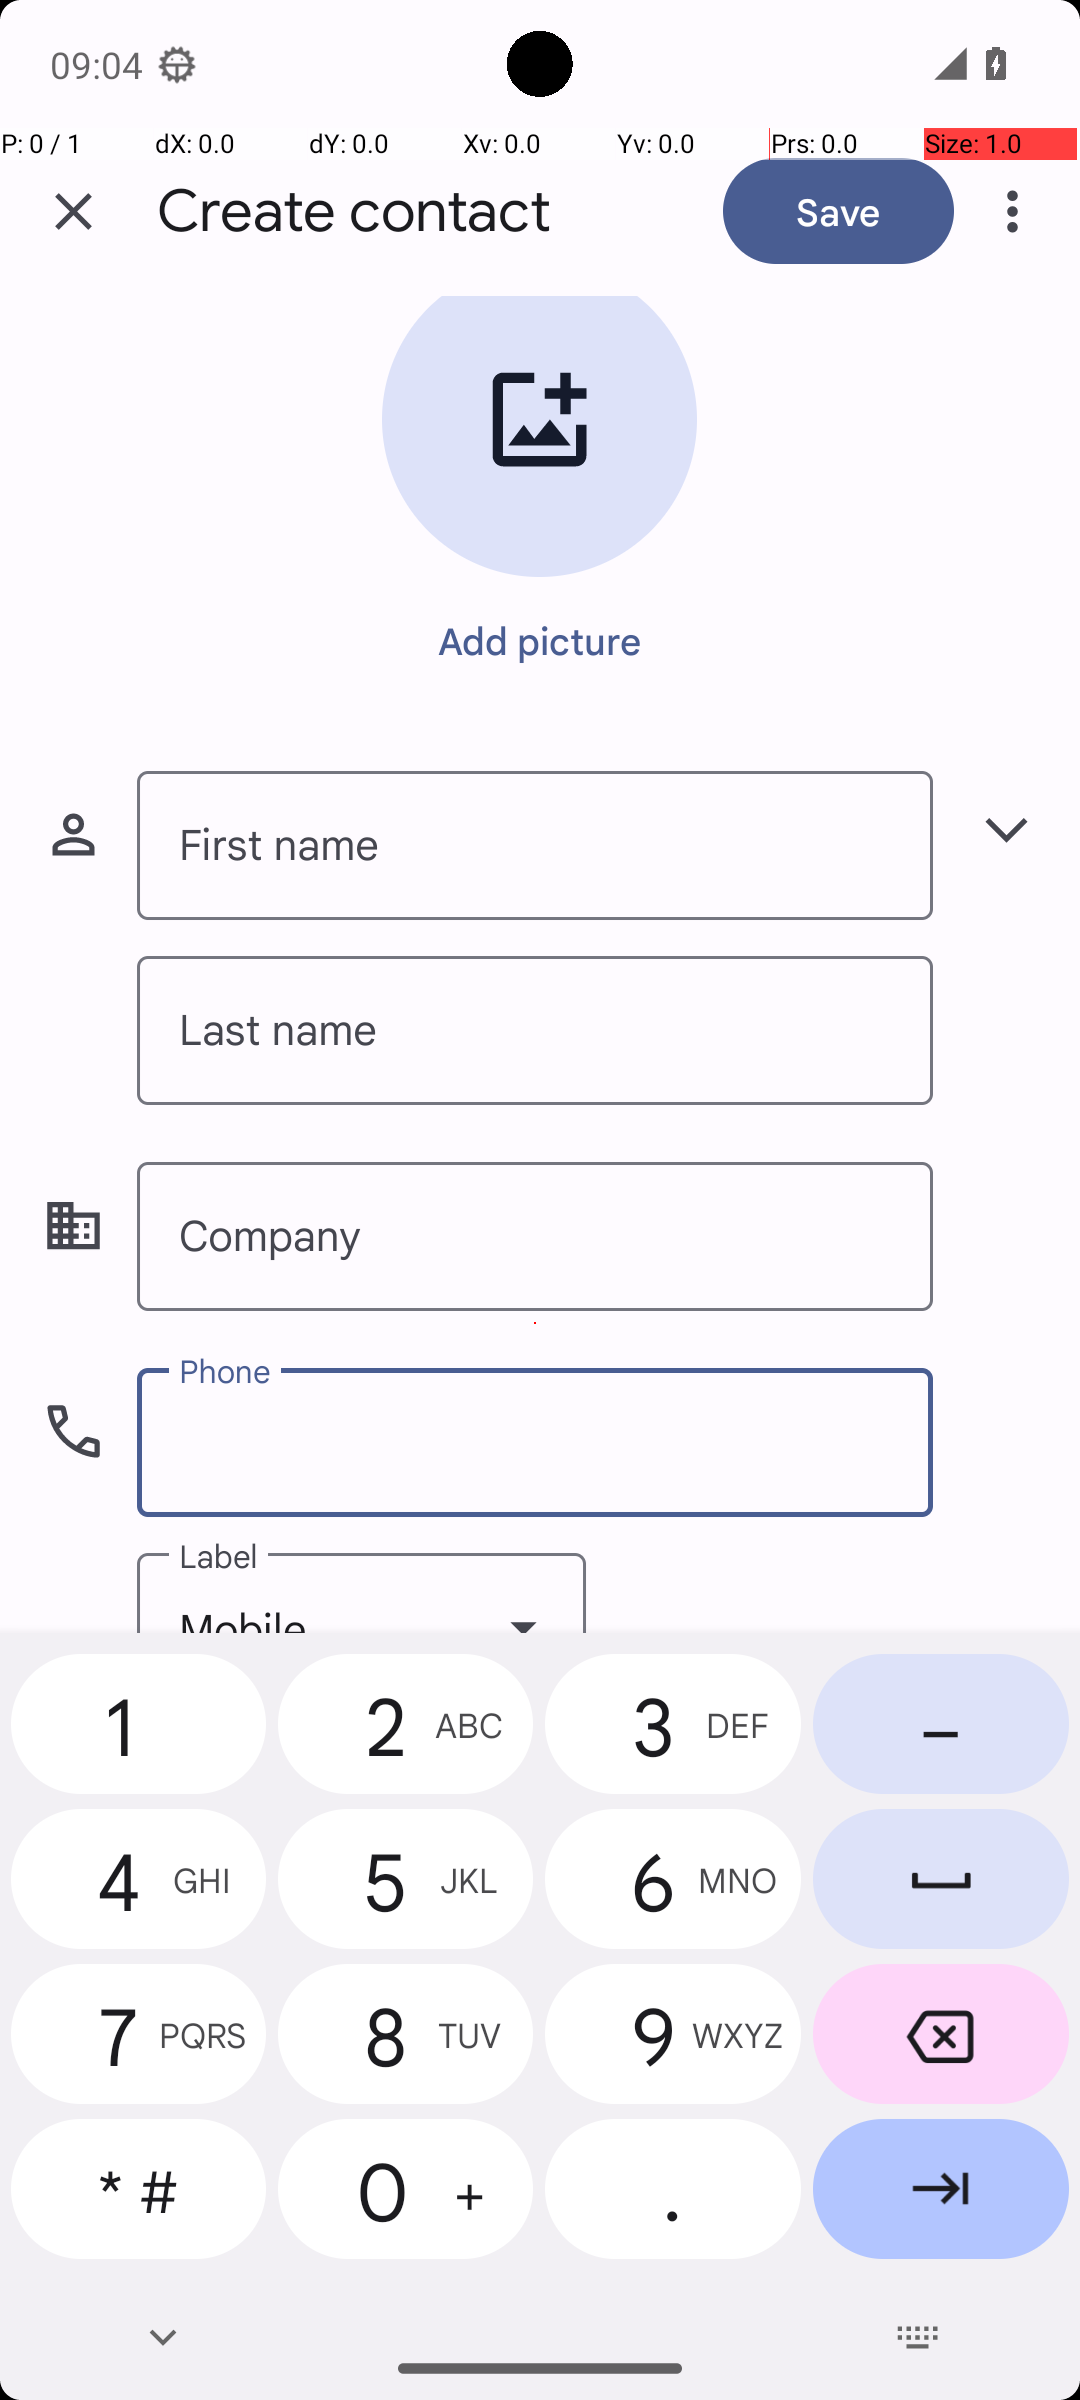 09:04
P: 0 / 1 dX: 0.0 dY: 0.0 Xv: 0.0 Yv: 0.0 Prs: 0.0 Size: 1.0
Create contact Save
Add picture
First name
Last name
Company
Phone
Label
Mobile
1 2 ABC 3 DEF –
4 GHI 5 JKL 6 MNO
7 PQRS 8 TUV 9 WXYZ
* # 0 + .